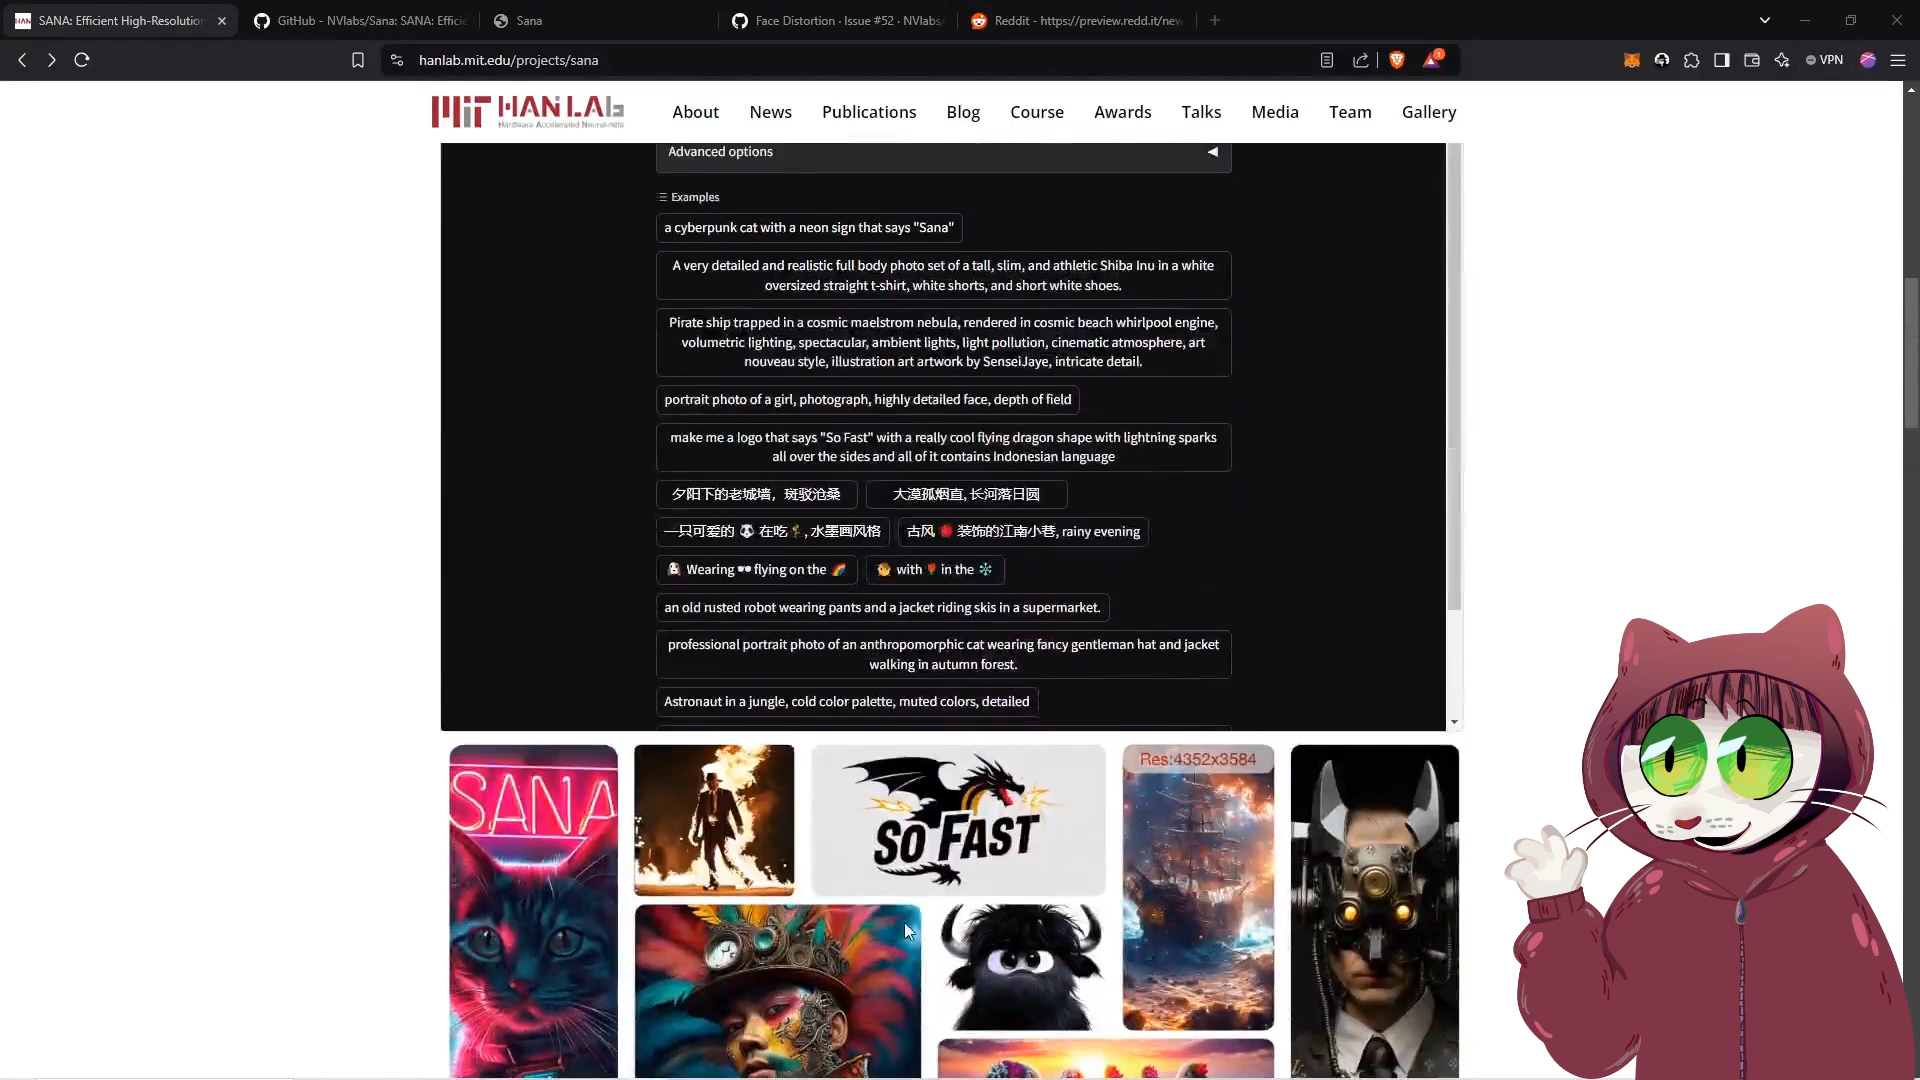 SANA: Efficient High-Resolution
GitHub - NVlabs/Sana: SANA: Efficie
Sana
Face Distortion · Issue #52 · NVlabs/
Reddit - https://preview.redd.it/new
hanlab.mit.edu/projects/sana
1
VPN
MIT HAN LAB
Hardware Accelerated Neural-nets
About
News
Publications
Blog
Course
Awards
Talks
Media
Team
Gallery
Advanced options
Examples
a cyberpunk cat with a neon sign that says "Sana"
A very detailed and realistic full body photo set of a tall, slim, and athletic Shiba Inu in a white
oversized straight t-shirt, white shorts, and short white shoes.
Pirate ship trapped in a cosmic maelstrom nebula, rendered in cosmic beach whirlpool engine,
volumetric lighting, spectacular, ambient lights, light pollution, cinematic atmosphere, art
nouveau style, illustration art artwork by SenseiJaye, intricate detail.
portrait photo of a girl, photograph, highly detailed face, depth of field
make me a logo that says "So Fast" with a really cool flying dragon shape with lightning sparks
all over the sides and all of it contains Indonesian language
夕阳下的老城墙，斑驳沧桑
大漠孤烟直, 长河落日圆
一只可爱的 🐼 在吃 🎋, 水墨画风格
古风 🏮 装饰的江南小巷, rainy evening
🐶 Wearing 🕶 flying on the 🌈
👧 with 🌹 in the ❄️
an old rusted robot wearing pants and a jacket riding skis in a supermarket.
professional portrait photo of an anthropomorphic cat wearing fancy gentleman hat and jacket
walking in autumn forest.
Astronaut in a jungle, cold color palette, muted colors, detailed
SANA
SO FAST
Res:4352x3584